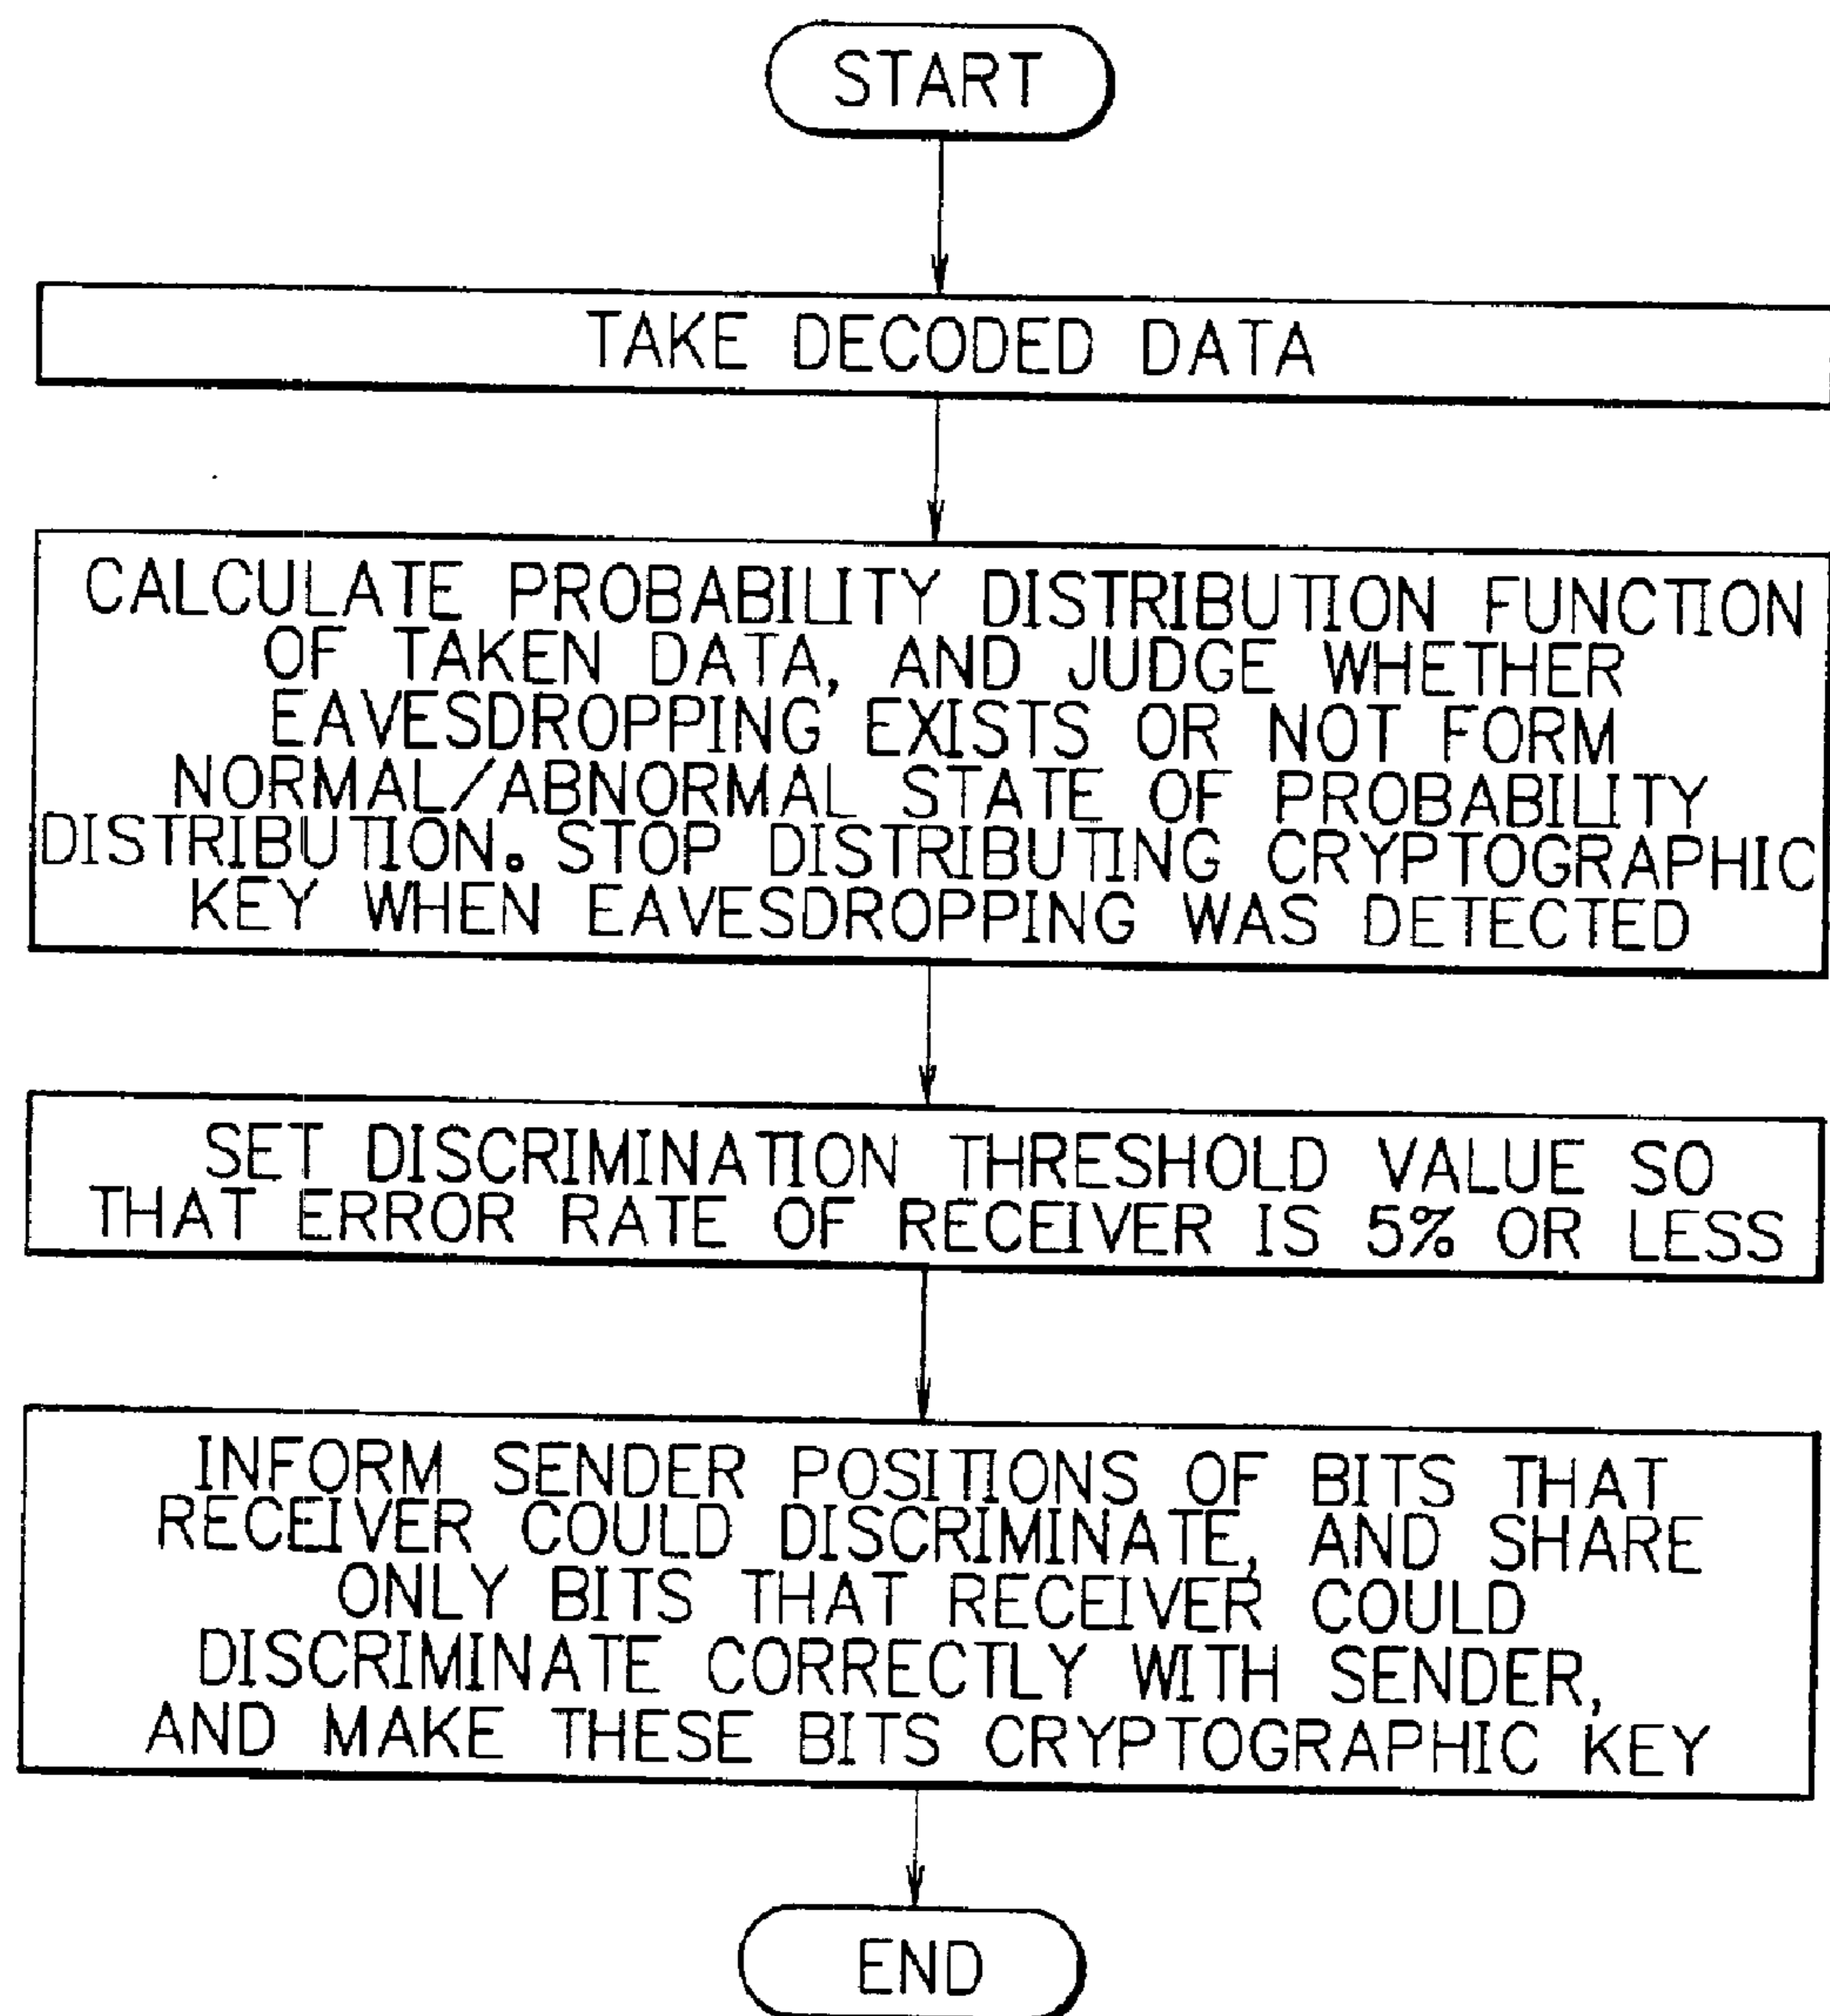 START
TAKE DECODED DATA
CALCULATE PROBABILITY DISTRIBUTION FUNCTION
OF TAKEN DATA, AND JUDGE WHETHER
EAVESDROPPING EXISTS OR NOT FORM
NORMAL/ABNORMAL STATE OF PROBABILITY
DISTRIBUTION. STOP DISTRIBUTING CRYPTOGRAPHIC
KEY WHEN EAVESDROPPING WAS DETECTED
SET DISCRIMINATION THRESHOLD VALUE SO
THAT ERROR RATE OF RECEIVER IS 5% OR LESS
INFORM SENDER POSITIONS OF BITS THAT
RECEIVER COULD DISCRIMINATE, AND SHARE
ONLY BITS THAT RECEIVER COULD
DISCRIMINATE CORRECTLY WITH SENDER,
AND MAKE THESE BITS CRYPTOGRAPHIC KEY
END